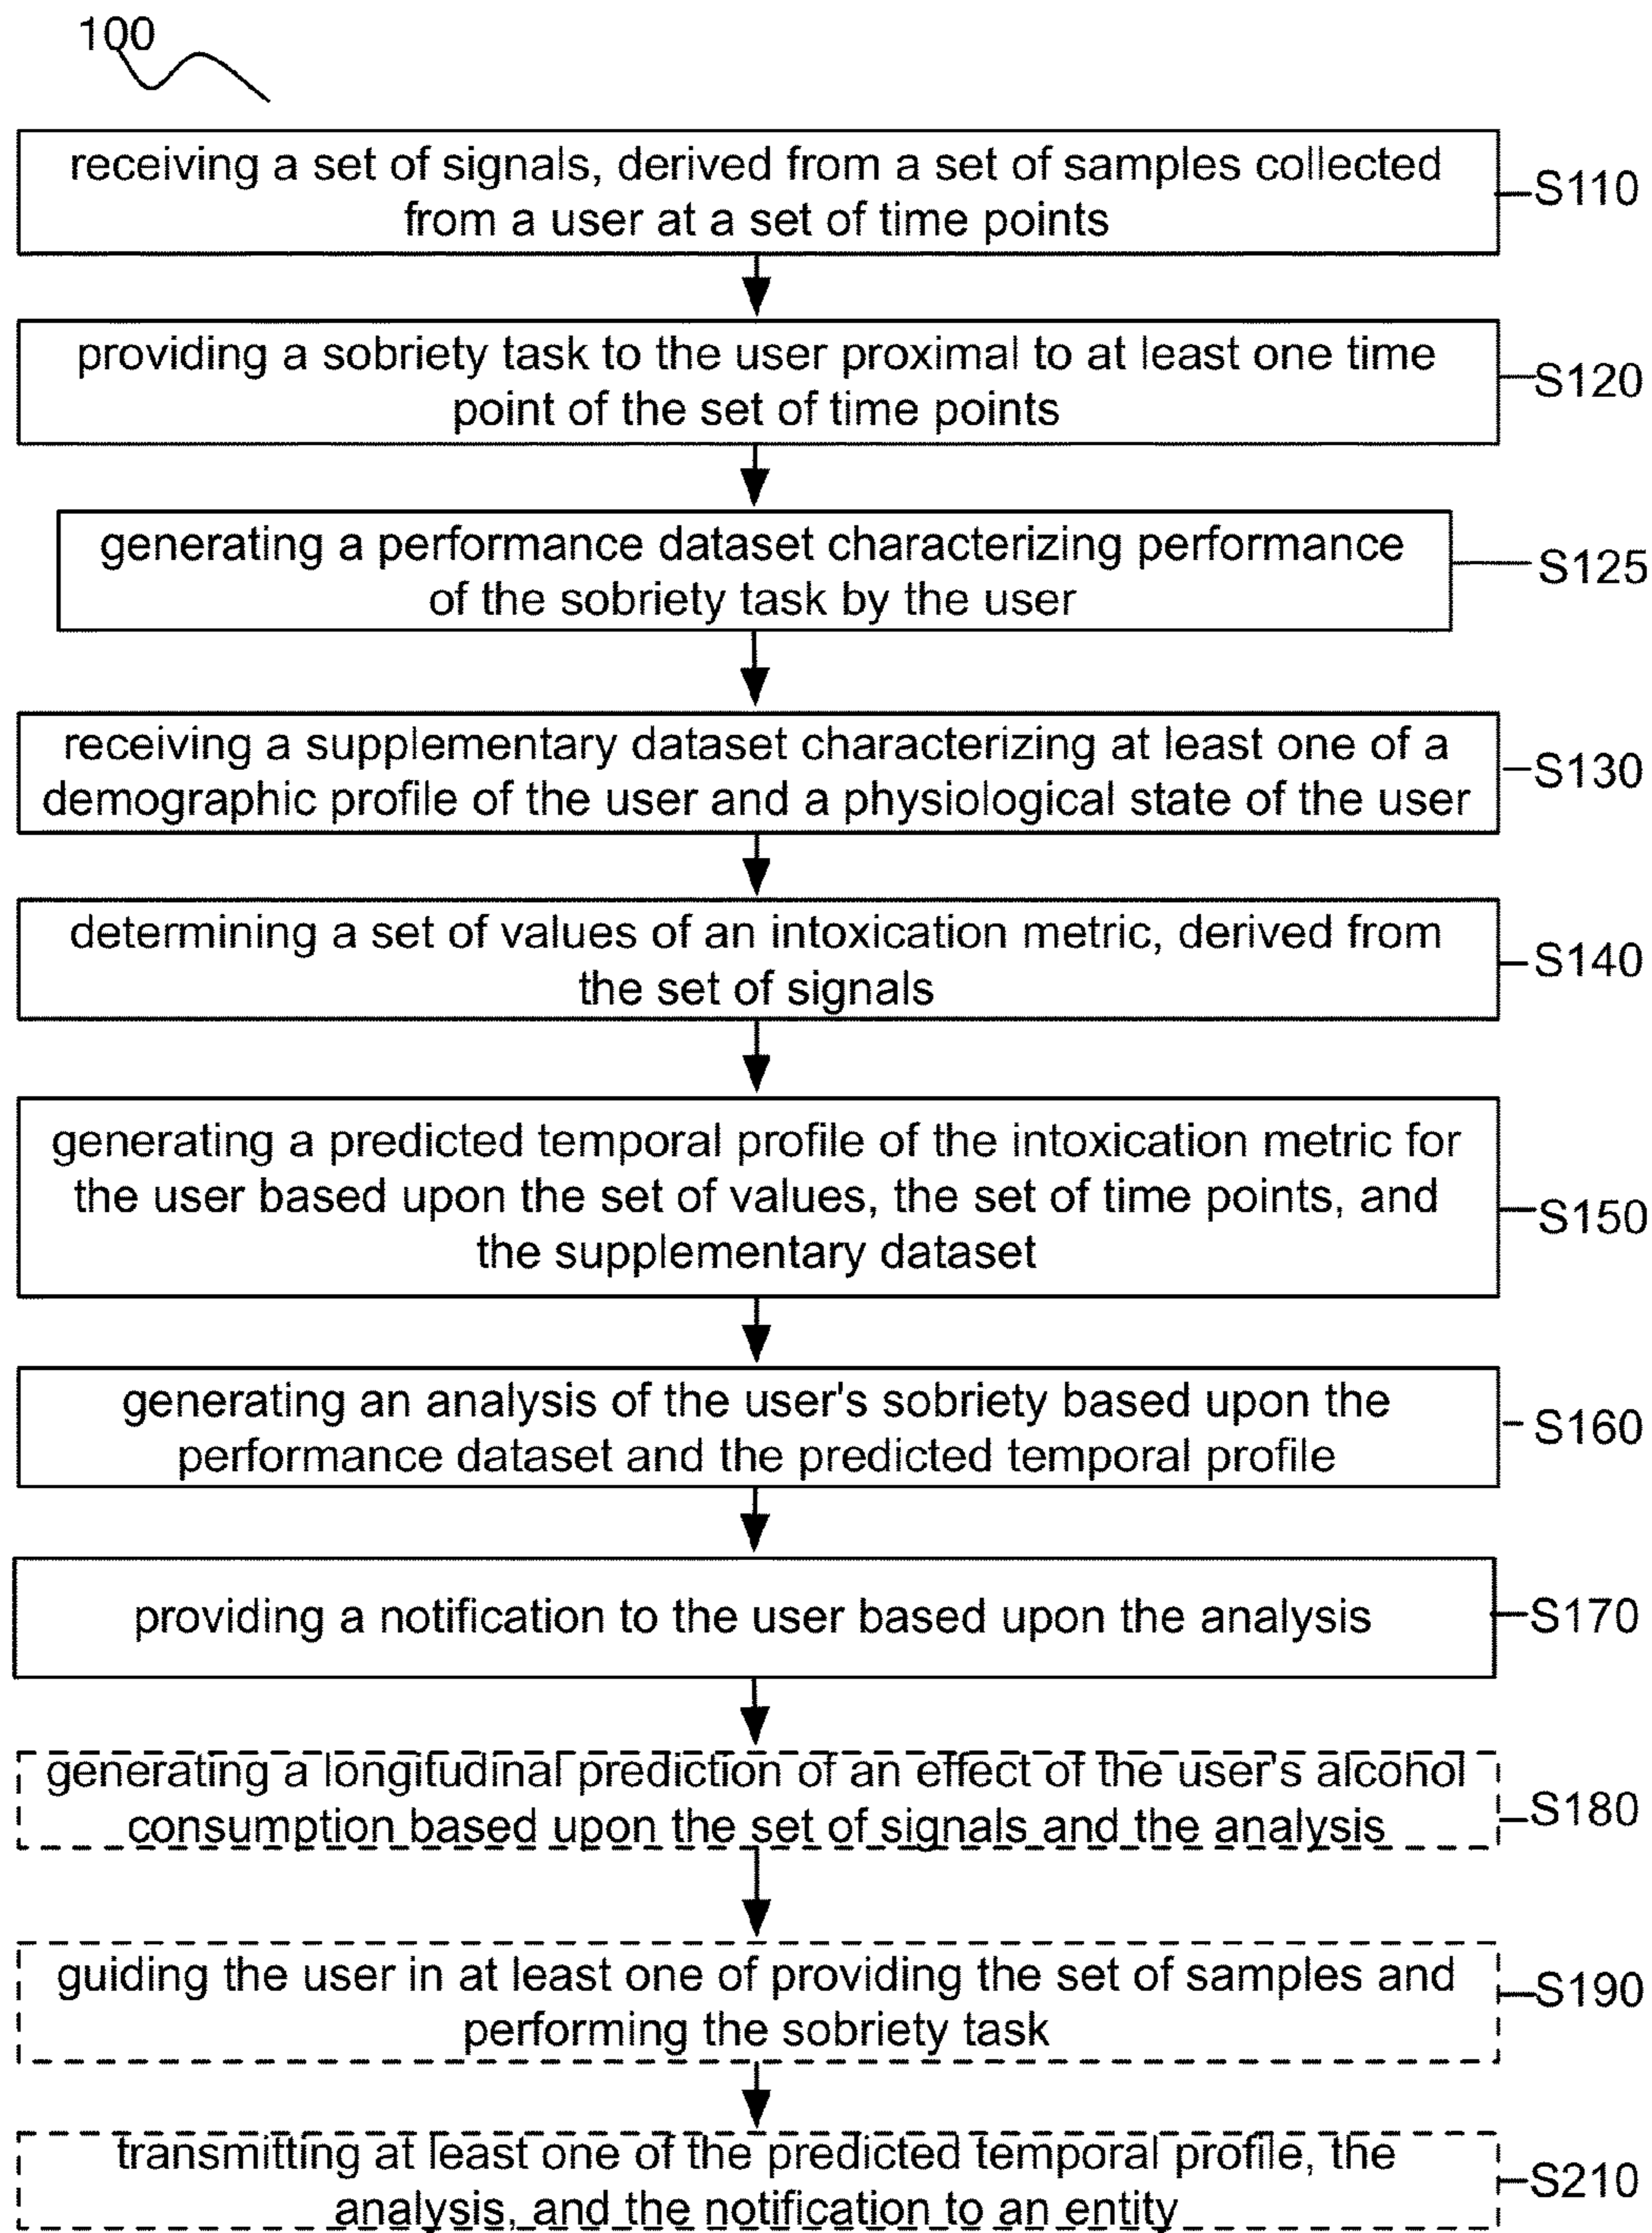 100
receiving a set of signals, derived from a set of samples collected
from a user at a set of time points
S110
providing a sobriety task to the user proximal to at least one time
point of the set of time points
S120
generating a performance dataset characterizing performance
of the sobriety task by the user
S125
receiving a supplementary dataset characterizing at least one of a
demographic profile of the user and a physiological state of the user
S130
determining a set of values of an intoxication metric, derived from
the set of signals
S140
generating a predicted temporal profile of the intoxication metric for
the user based upon the set of values, the set of time points, and
the supplementary dataset
S150
generating an analysis of the user's sobriety based upon the
performance dataset and the predicted temporal profile
S160
providing a notification to the user based upon the analysis
S170
generating a longitudinal prediction of an effect of the user's alcohol
consumption based upon the set of signals and the analysis
S180
guiding the user in at least one of providing the set of samples and
performing the sobriety task
S190
transmitting at least one of the predicted temporal profile, the
analysis, and the notification to an entity
S210